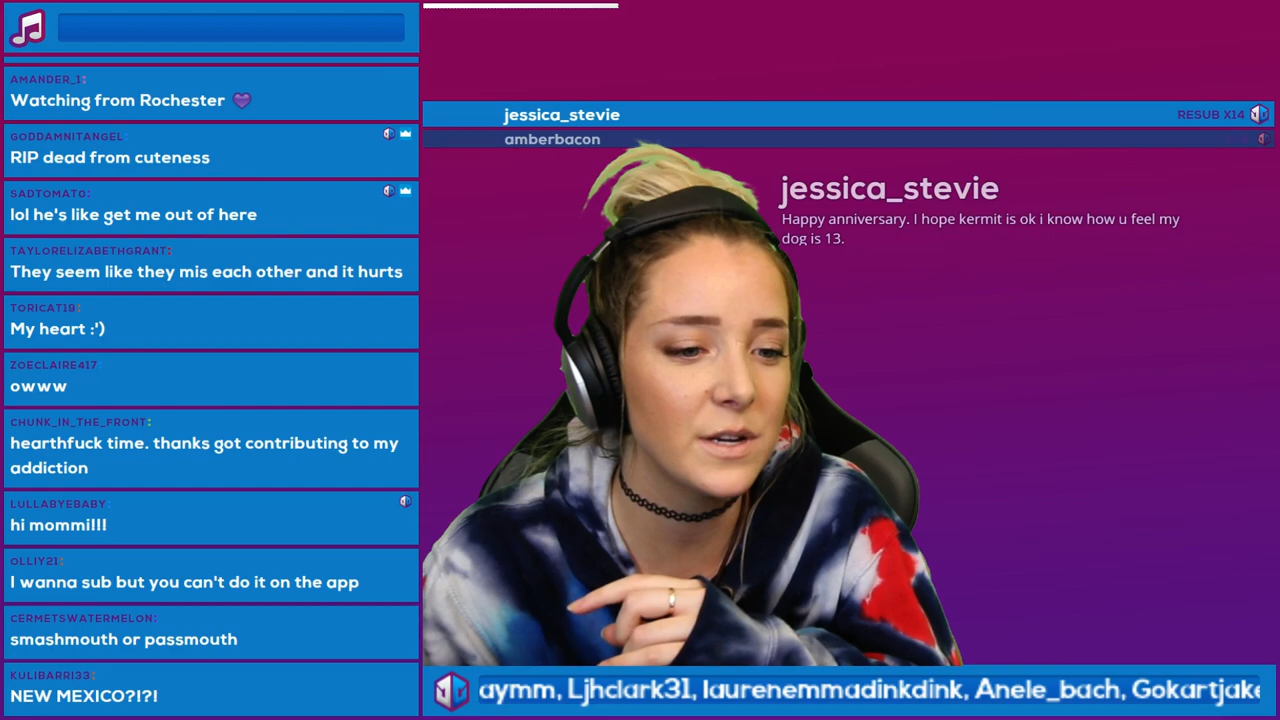 AMANDER_1:
Watching from Rochester
GODDAMNITANGEL:
RIP dead from cuteness
SADTOMATO:
lol he's like get me out of here
TAYLORELIZABETHGRANT:
They seem like they mis each other and it hurts
TORICAT19:
My heart :')
ZOECLAIRE417:
owww
CHUNK_IN_THE_FRONT:
hearthfuck time. thanks got contributing to my
addiction
LULLABYEBABY:
hi mommi!!!
OLLIY21:
I wanna sub but you can't do it on the app
CERMETSWATERMELON:
smashmouth or passmouth
KULIBARRI33:
NEW MEXICO?!?!
jessica_stevie RESUB X14
amberbacon
jessica_stevie
Happy anniversary. I hope kermit is ok i know how u feel my
dog is 13.
aymm, Ljhclark31, laurenemmadinkdink, Anele_bach, Gokartjake